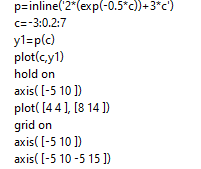 p=inline('2*(exp(-0.5*c))+3*c')
c=-3:0.2:7
y1=p(c)
plot(c,y1)
hold on
axis( [-5 10 ])
plot( [4 4 ], [8 14 ])
grid on
axis( [-5 10 ])
axis( [-5 10 -5 15 ])